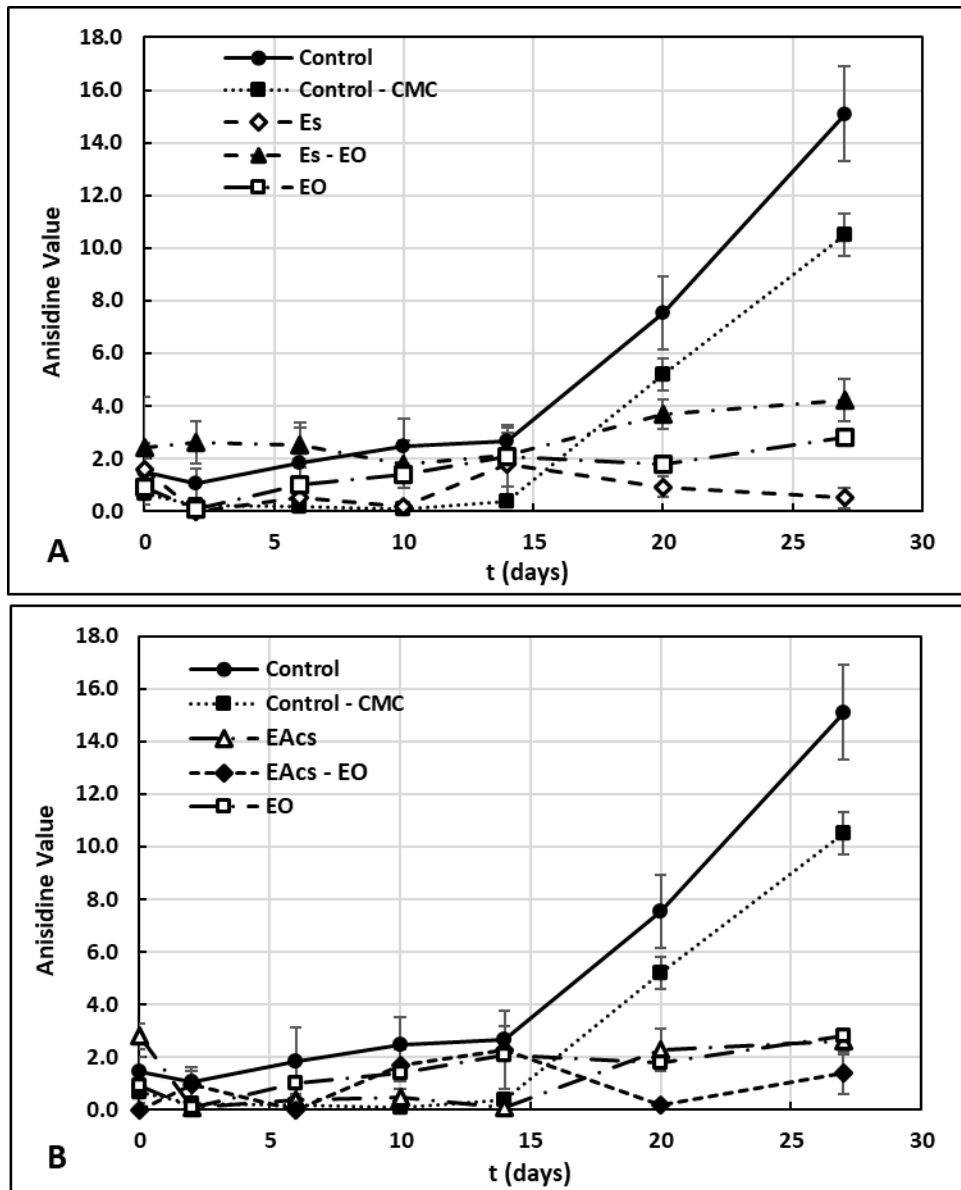 18.0
16.0
14.0
12.0
10.0
8.0
6.0
4.0
2.0
0.0
Anisidine Value
Control
Control - CMC
Es
Es - EO
EO
0 5 10 15 20 25 30
t (days)
A
18.0
16.0
14.0
12.0
10.0
8.0
6.0
4.0
2.0
0.0
Anisidine Value
Control
Control - CMC
EAcs
EAcs - EO
EO
0 5 10 15 20 25 30
t (days)
B